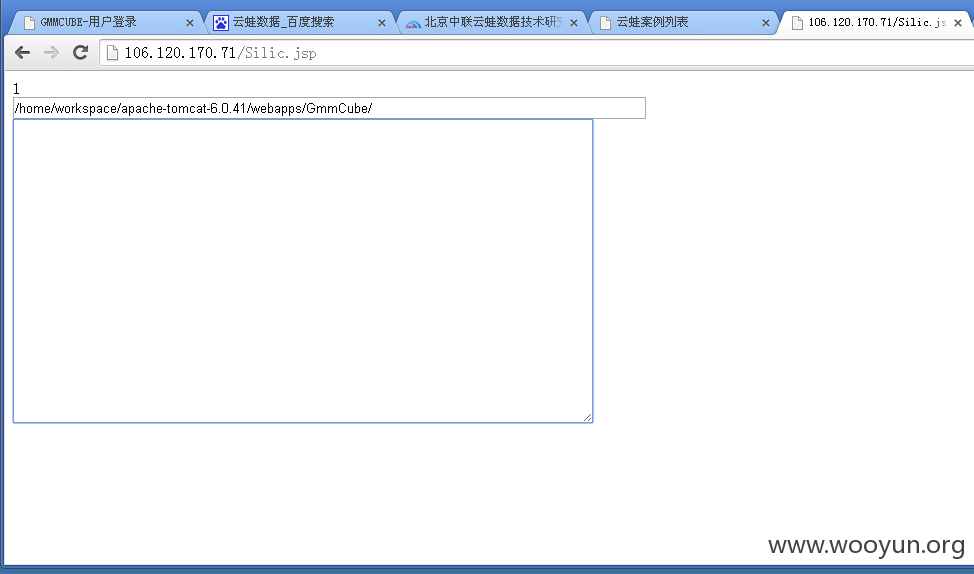 GMMCUBE-用户登录
云蛙数据_百度搜索
北京中联云蛙数据技术研
云蛙案例列表
106.120.170.71/Silic.js
106.120.170.71/Silic.jsp
1
/home/workspace/apache-tomcat-6.0.41/webapps/GmmCube/
www.wooyun.org